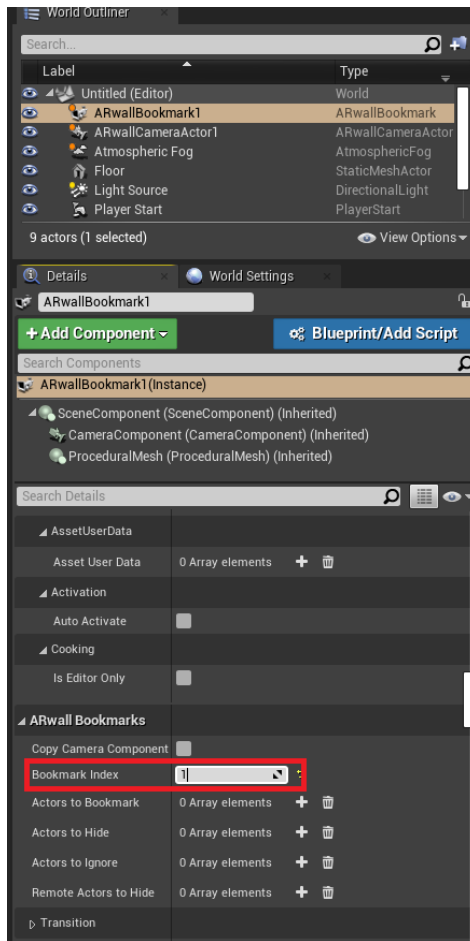 World Outliner
Search...
Label Type
Untitled (Editor) World
ARwallBookmark1 ARwallBookmark
ARwallCameraActor1 ARwallCameraActor
Atmospheric Fog AtmosphericFog
Floor StaticMeshActor
Light Source DirectionalLight
Player Start PlayerStart
9 actors (1 selected) View Options
Details World Settings
ARwallBookmark1
+ Add Component Blueprint/Add Script
Search Components
ARwallBookmark1(Instance)
SceneComponent (SceneComponent) (Inherited)
CameraComponent (CameraComponent) (Inherited)
ProceduralMesh (ProceduralMesh) (Inherited)
Search Details
AssetUserData
Asset User Data 0 Array elements
Activation
Auto Activate
Cooking
Is Editor Only
ARwall Bookmarks
Copy Camera Component
Bookmark Index 1
Actors to Bookmark 0 Array elements
Actors to Hide 0 Array elements
Actors to Ignore 0 Array elements
Remote Actors to Hide 0 Array elements
Transition